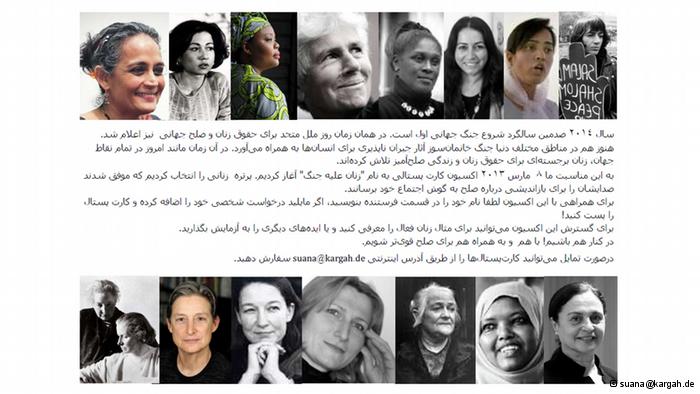 SALAM
SHALOM
PEACE
سال ۲۰۱۴ صدمین سالگرد شروع جنگ جهانی اول است. در همان زمان روز ملل متحد برای حقوق زنان و صلح جهانی نیز اعلام شد.
هنوز هم در مناطق مختلف دنیا جنگ خانمان‌سوز آثار جبران ناپذیری برای انسان‌ها به همراه می‌آورد. در آن زمان مانند امروز در تمام نقاط
جهان، زنان برجسته‌ای برای حقوق زنان و زندگی صلح‌آمیز تلاش کرده‌اند.
به این مناسبت ما ۸ مارس ۲۰۱۳ اکسیون کارت پستالی به نام "زنان علیه جنگ" آغاز کردیم. پرتره زنانی را انتخاب کردیم که موفق شدند
صدایشان را برای بازاندیشی درباره صلح به گوش اجتماع خود برسانند.
برای همراهی با این اکسیون لطفا نام خود را در قسمت فرستنده بنویسید، اگر مایلید درخواست شخصی خود را اضافه کرده و کارت پستال
را پست کنید!
برای گسترش این اکسیون می‌توانید برای مثال زنان فعال را معرفی کنید و یا ایده‌های دیگری را به آزمایش بگذارید.
در کنار هم باشیم! با هم و به همراه هم برای صلح قوی‌تر شویم.
درصورت تمایل می‌توانید کارت‌پستال‌ها را از طریق آدرس اینترنتی suana@kargah.de سفارش دهید.
© suana@kargah.de